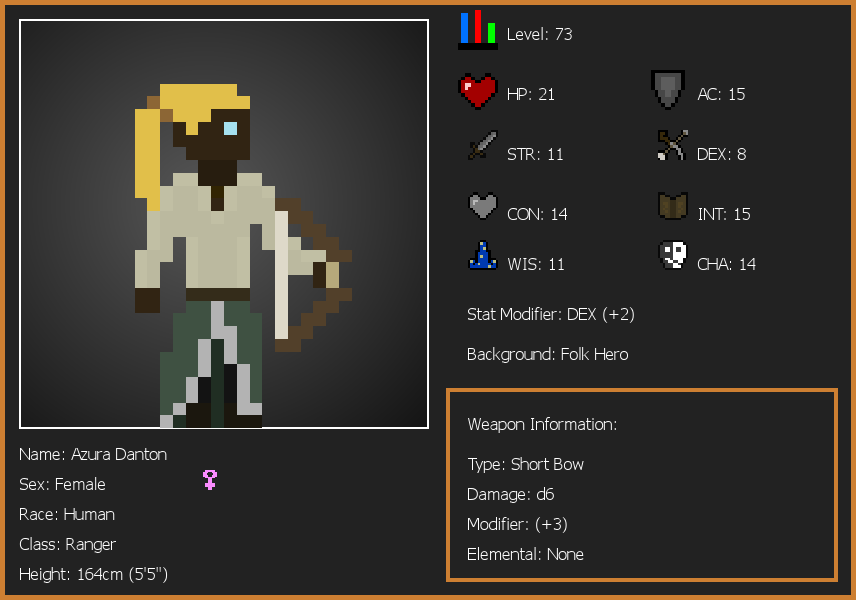 Level: 73
HP: 21
AC: 15
STR: 11
DEX: 8
CON: 14
INT: 15
WIS: 11
CHA: 14
Stat Modifier: DEX (+2)
Background: Folk Hero
Weapon Information:
Type: Short Bow
Damage: d6
Modifier: (+3)
Elemental: None
Name: Azura Danton
Sex: Female
Race: Human
Class: Ranger
Height: 164cm (5'5")